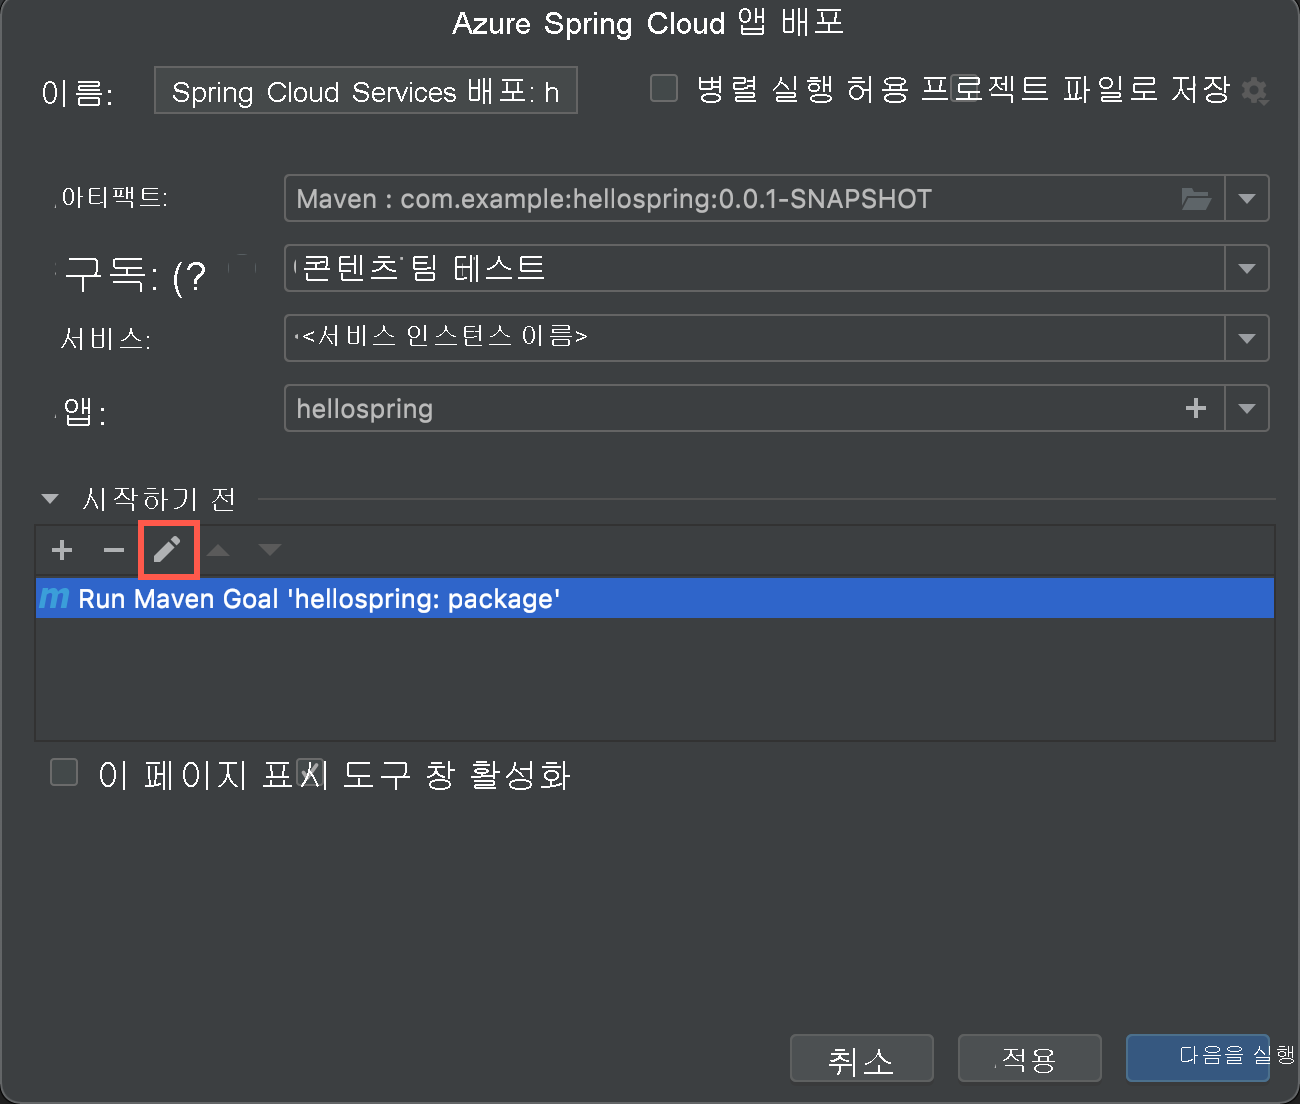 Azure Spring Cloud 앱 배포
이름: Spring Cloud Services 배포: h 병렬 실행 허용 프로젝트 파일로 저장
아티팩트: Maven : com.example:hellospring:0.0.1-SNAPSHOT
구독: (? 콘텐츠 팀 테스트
서비스: <서비스 인스턴스 이름>
앱: hellospring
시작하기 전
m Run Maven Goal 'hellospring: package'
이 페이지 표시 도구 창 활성화
취소 적용 다음을 실행